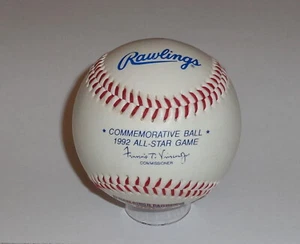 Rawlings
COMMEMORATIVE BALL
1992 ALL-STAR GAME
COMMISSIONER